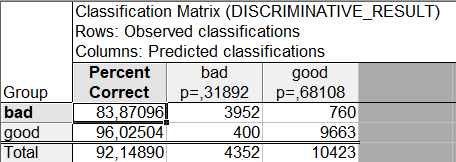 Classification Matrix (DISCRIMINATIVE_RESULT)
Rows: Observed classifications
Columns: Predicted classifications
Group Percent Correct bad p=,31892 good p=,68108
bad 83,87096 3952 760
good 96,02504 400 9663
Total 92,14890 4352 10423